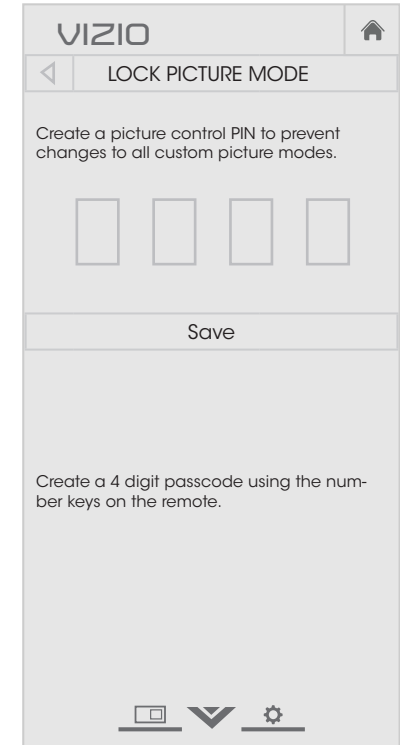 VIZIO
LOCK PICTURE MODE
Create a picture control PIN to prevent
changes to all custom picture modes.
Save
Create a 4 digit passcode using the num-
ber keys on the remote.